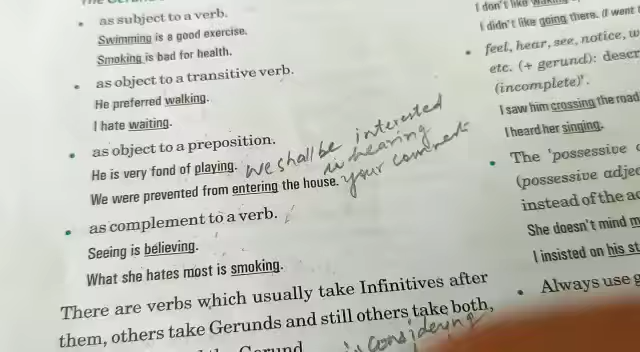 • as subject to a verb.
Swimming is a good exercise.
Smoking is bad for health.
• as object to a transitive verb.
He preferred walking.
I hate waiting.
• as object to a preposition.
He is very fond of playing.
We were prevented from entering the house.
we shall be interested
in hearing
your comments
• as complement to a verb.
Seeing is believing.
What she hates most is smoking.
There are verbs which usually take Infinitives after
them, others take Gerunds and still others take both,
Gerund
considering
I don't like
I didn't like going there. (I went
• feel, hear, see, notice,
etc. (+ gerund): descr
(incomplete)'.
I saw him crossing the road
I heard her singing.
• The 'possessive
(possessive adjec
instead of the
She doesn't mind
I insisted on his
• Always use